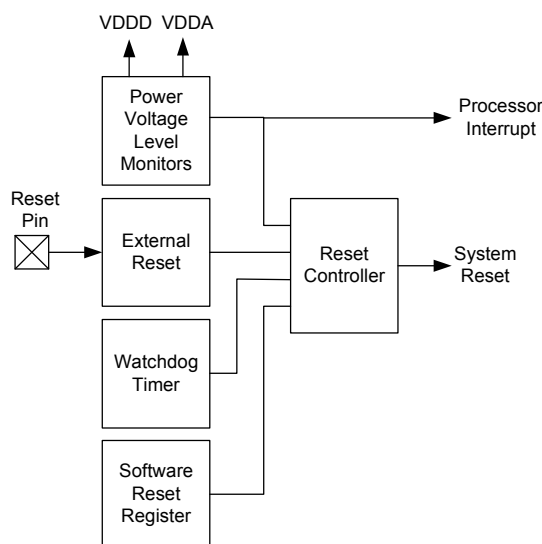 VDDD VDDA
Power
Voltage
Level
Monitors
Processor
Interrupt
Reset
Pin
External
Reset
Reset
Controller
System
Reset
Watchdog
Timer
Software
Reset
Register